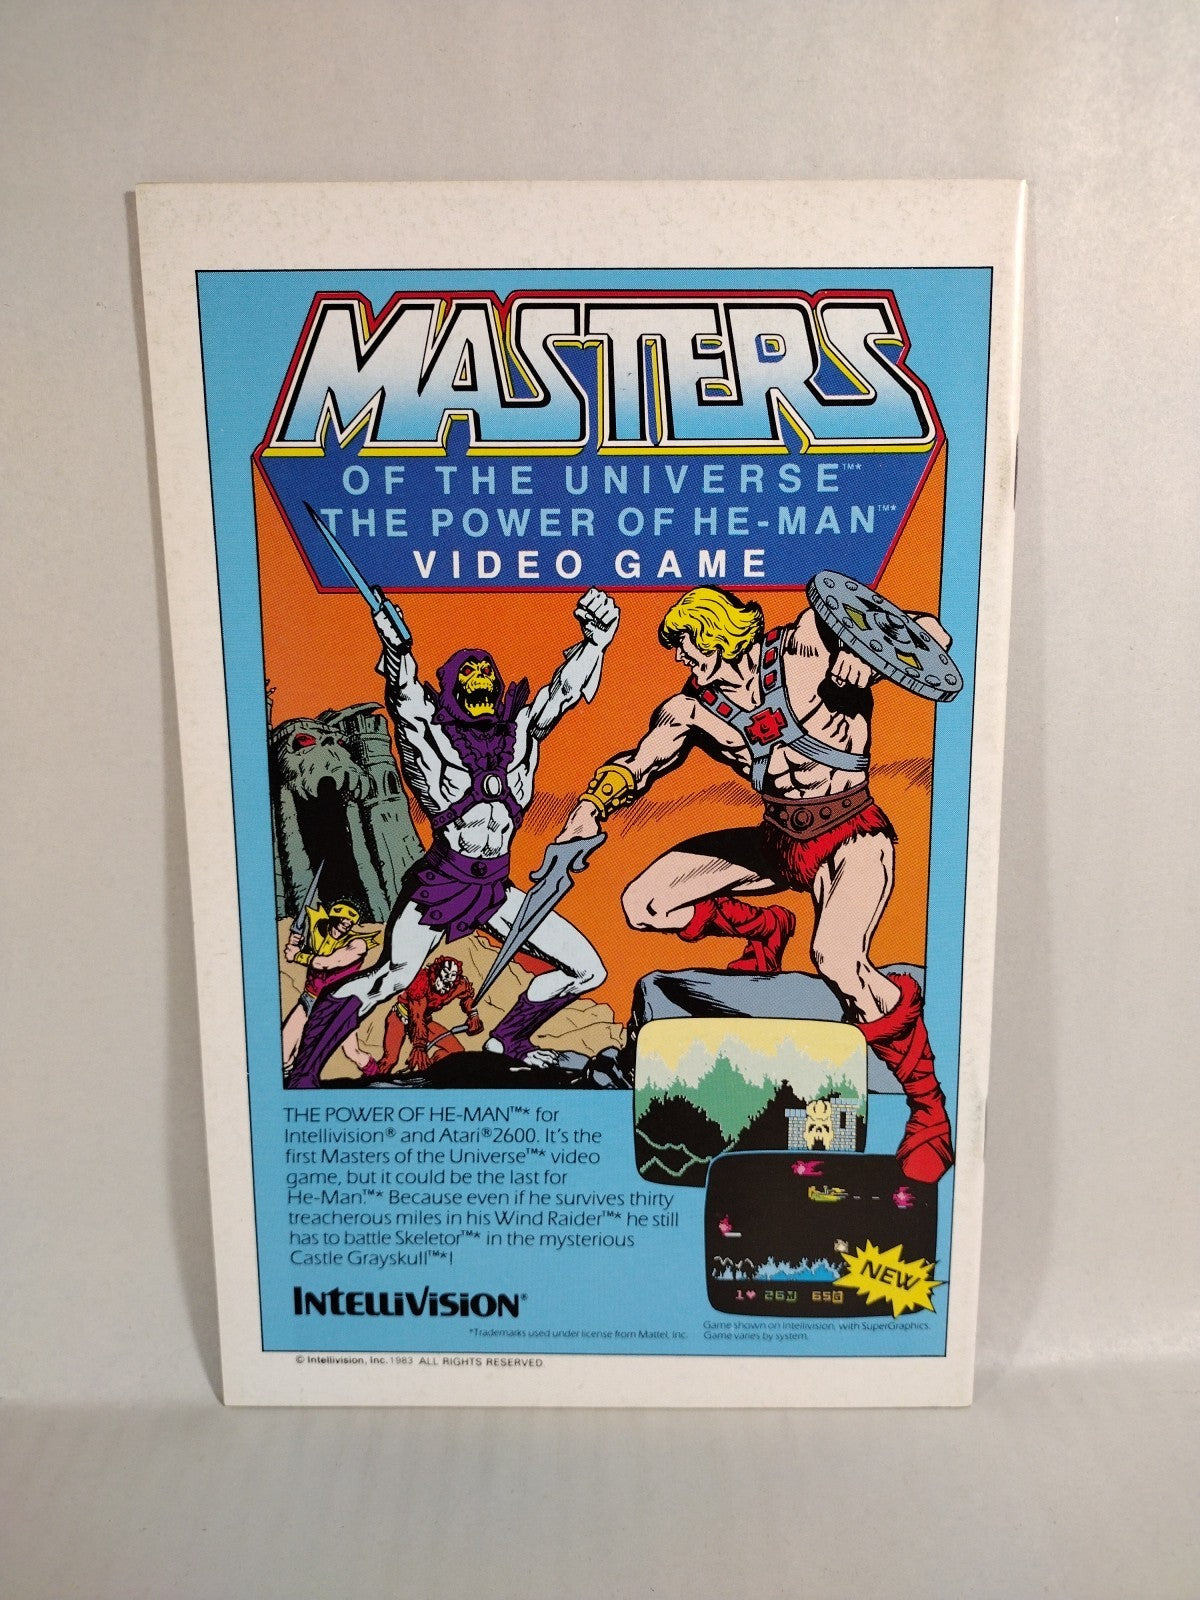 MASTERS
OF THE UNIVERSE™*
THE POWER OF HE-MAN™*
VIDEO GAME
THE POWER OF HE-MAN™* for
Intellivision® and Atari®2600. It's the
first Masters of the Universe™* video
game, but it could be the last for
He-Man™* Because even if he survives thirty
treacherous miles in his Wind Raider™* he still
has to battle Skeletor™* in the mysterious
Castle Grayskull™*!
NEW
INTELLIVISION®
*Trademarks used under license from Mattel, Inc.
Game shown on Intellivision, with SuperGraphics.
Game varies by system.
© Intellivision, Inc. 1983 ALL RIGHTS RESERVED.